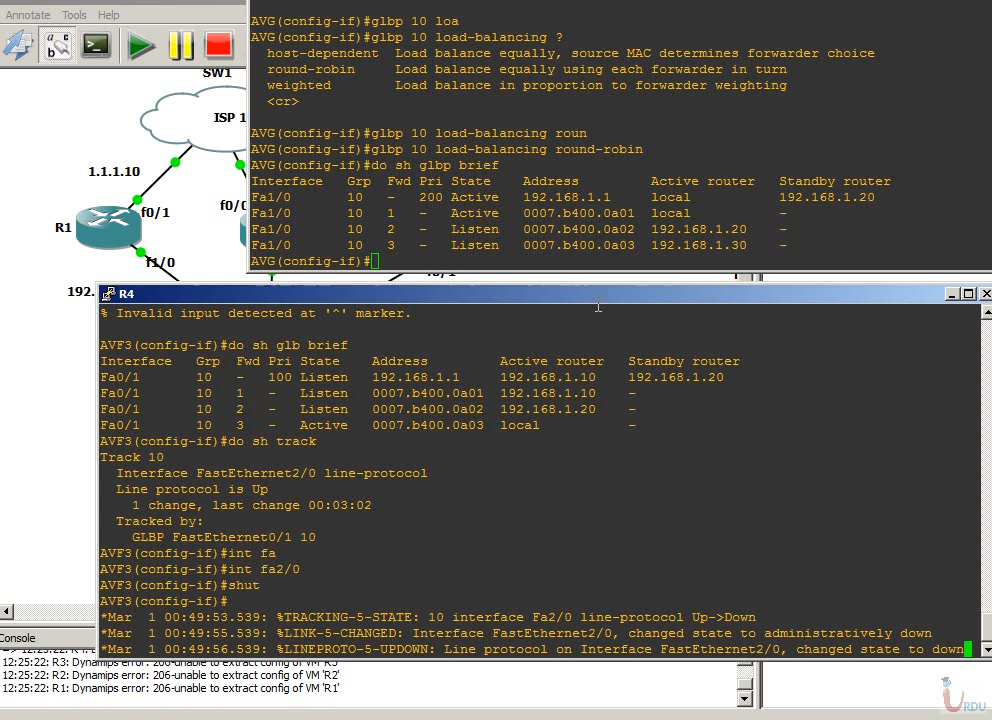 Annotate Tools Help
SW1
ISP 1
1.1.1.10
f0/1
f0/0
R1
f1/0
192.
AVG(config-if)#glbp 10 loa
AVG(config-if)#glbp 10 load-balancing ?
host-dependent Load balance equally, source MAC determines forwarder choice
round-robin Load balance equally using each forwarder in turn
weighted Load balance in proportion to forwarder weighting
<cr>
AVG(config-if)#glbp 10 load-balancing roun
AVG(config-if)#glbp 10 load-balancing round-robin
AVG(config-if)#do sh glbp brief
Interface Grp Fwd Pri State Address Active router Standby router
Fa1/0 10 - 200 Active 192.168.1.1 local 192.168.1.20
Fa1/0 10 1 - Active 0007.b400.0a01 local -
Fa1/0 10 2 - Listen 0007.b400.0a02 192.168.1.20 -
Fa1/0 10 3 - Listen 0007.b400.0a03 192.168.1.30 -
AVG(config-if)#
R4
% Invalid input detected at '^' marker.
AVF3(config-if)#do sh glb brief
Interface Grp Fwd Pri State Address Active router Standby router
Fa0/1 10 - 100 Listen 192.168.1.1 192.168.1.10 192.168.1.20
Fa0/1 10 1 - Listen 0007.b400.0a01 192.168.1.10 -
Fa0/1 10 2 - Listen 0007.b400.0a02 192.168.1.20 -
Fa0/1 10 3 - Active 0007.b400.0a03 local -
AVF3(config-if)#do sh track
Track 10
Interface FastEthernet2/0 line-protocol
Line protocol is Up
1 change, last change 00:03:02
Tracked by:
GLBP FastEthernet0/1 10
AVF3(config-if)#int fa
AVF3(config-if)#int fa2/0
AVF3(config-if)#shut
AVF3(config-if)#
*Mar 1 00:49:53.539: %TRACKING-5-STATE: 10 interface Fa2/0 line-protocol Up->Down
*Mar 1 00:49:55.539: %LINK-5-CHANGED: Interface FastEthernet2/0, changed state to administratively down
*Mar 1 00:49:56.539: %LINEPROTO-5-UPDOWN: Line protocol on Interface FastEthernet2/0, changed state to down
Console
12:25:22: R3: Dynamips error: 206-unable to extract config of VM 'R3'
12:25:22: R2: Dynamips error: 206-unable to extract config of VM 'R2'
12:25:22: R1: Dynamips error: 206-unable to extract config of VM 'R1'
URDU